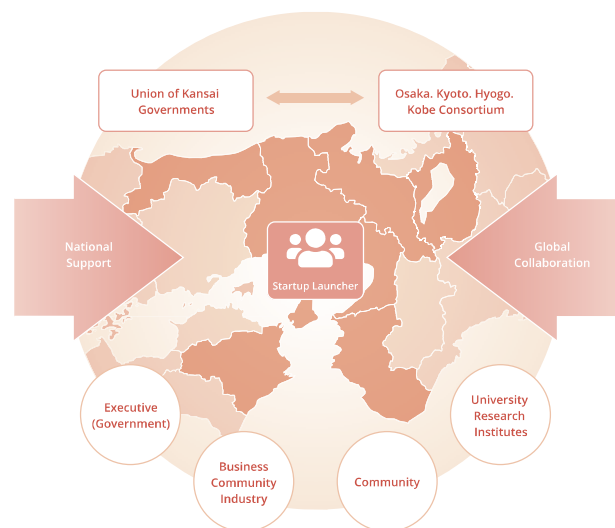 Union of Kansai
Governments
Osaka. Kyoto. Hyogo.
Kobe Consortium
National
Support
Startup Launcher
Global
Collaboration
Executive
(Government)
Business
Community
Industry
Community
University
Research
Institutes